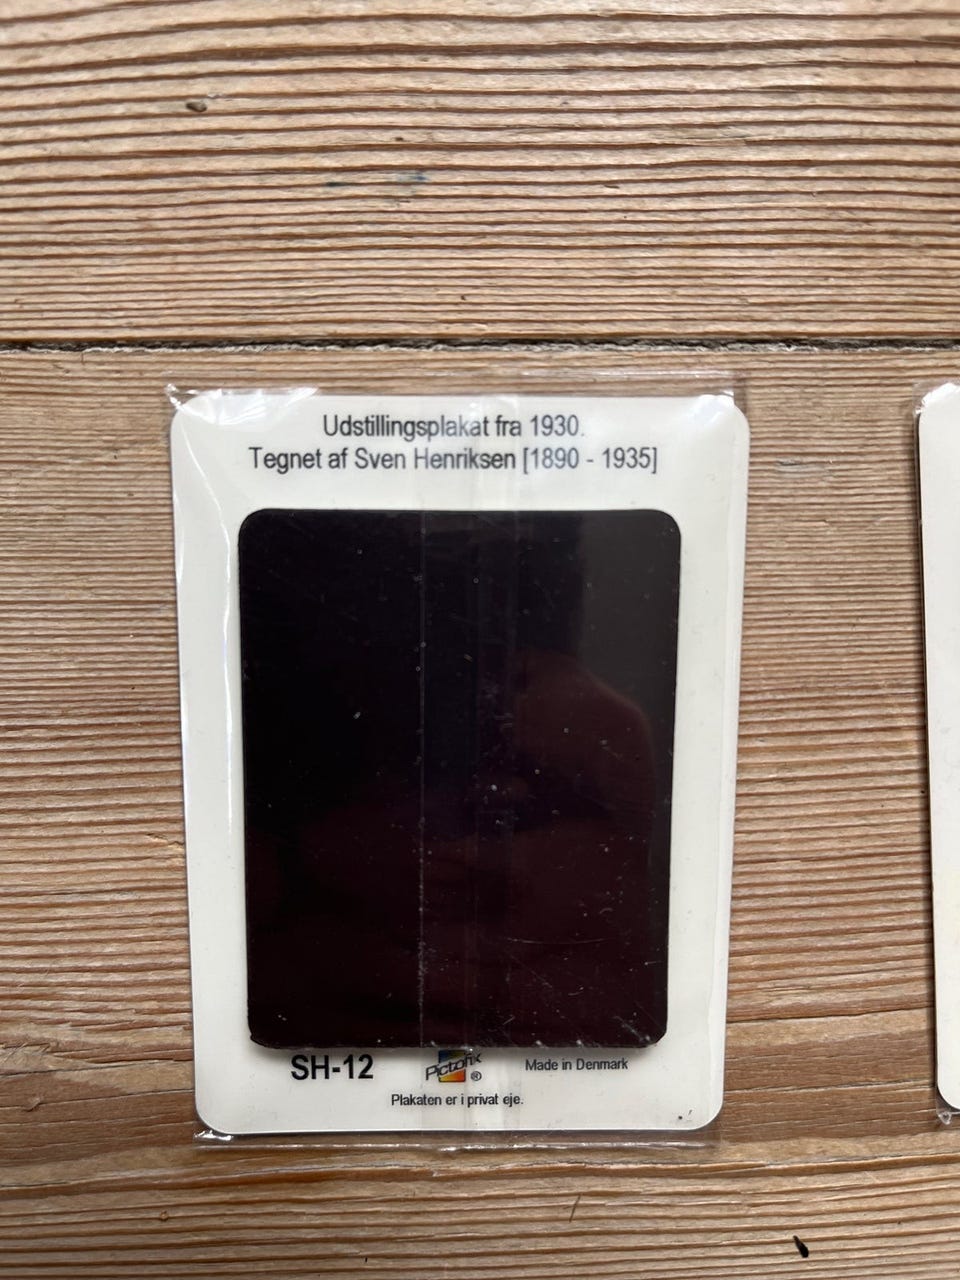 Udstillingsplakat fra 1930.
Tegnet af Sven Henriksen [1890 - 1935]
SH-12
Pictofix ®
Made in Denmark
Plakaten er i privat eje.